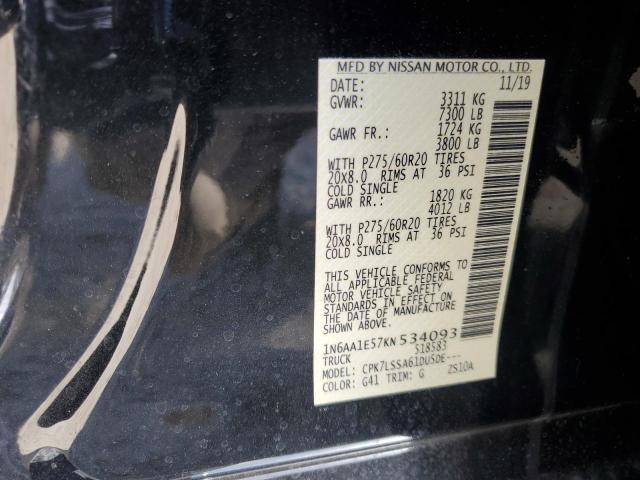 MFD BY NISSAN MOTOR CO., LTD.
DATE: 11/19
GVWR: 3311 KG
7300 LB
GAWR FR.: 1724 KG
3800 LB
WITH P275/60R20 TIRES
20X8.0 RIMS AT 36 PSI
COLD SINGLE
GAWR RR.: 1820 KG
4012 LB
WITH P275/60R20 TIRES
20X8.0 RIMS AT 36 PSI
COLD SINGLE
THIS VEHICLE CONFORMS TO
ALL APPLICABLE FEDERAL
MOTOR VEHICLE SAFETY
STANDARDS IN EFFECT ON
THE DATE OF MANUFACTURE
SHOWN ABOVE.
1N6AA1E57KN534093
TRUCK S18583
MODEL: CPK7LSSA61DU5DE---
COLOR: G41 TRIM: G ZS10A